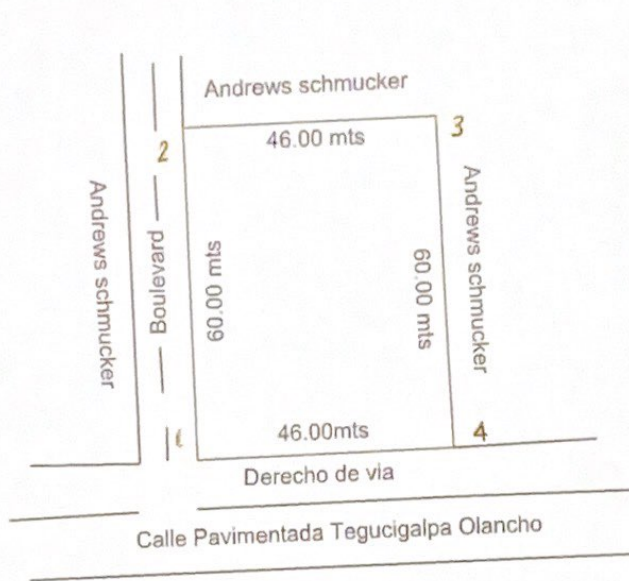 Andrews schmucker
3
46.00 mts
2
Andrews schmucker
Boulevard
60.00 mts
60.00 mts
Andrews schmucker
1
46.00mts
4
Derecho de via
Calle Pavimentada Tegucigalpa Olancho